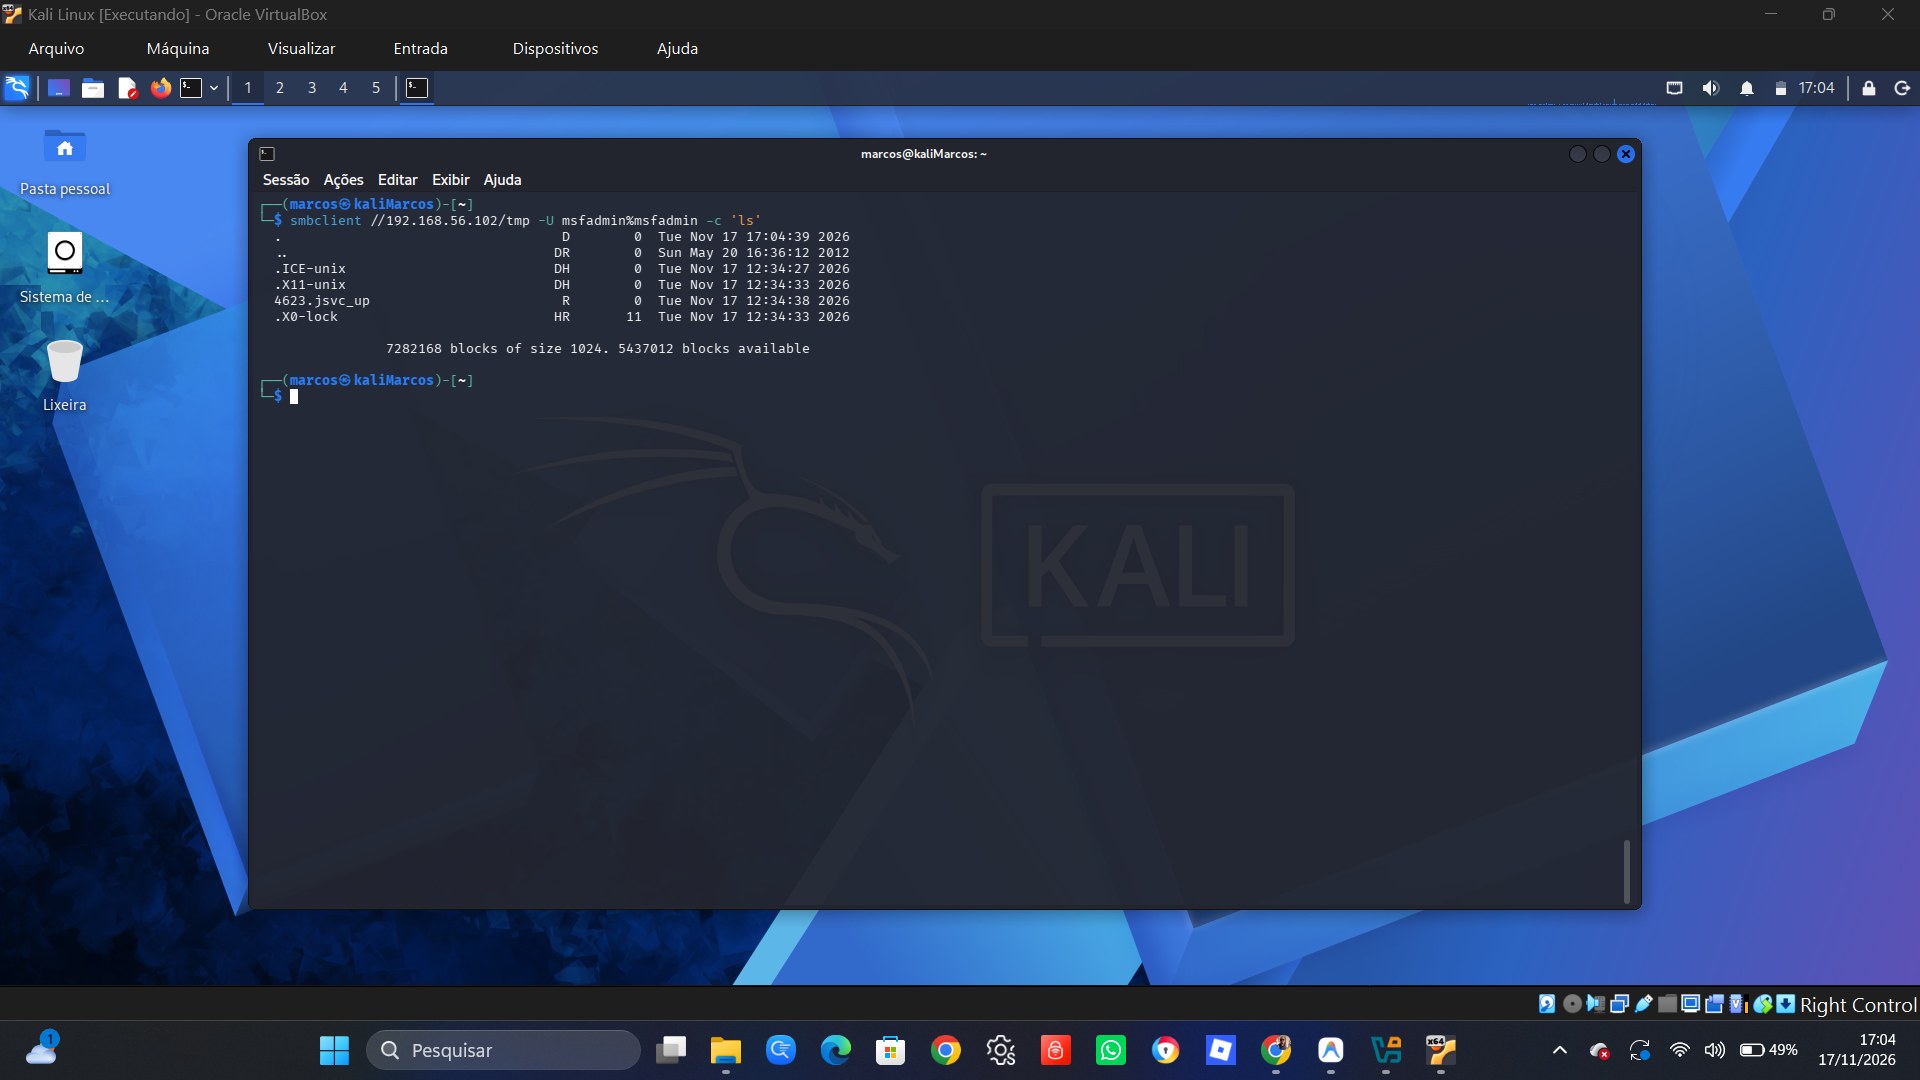 Kali Linux [Executando] - Oracle VirtualBox
Arquivo Máquina Visualizar Entrada Dispositivos Ajuda
1 2 3 4 5 17:04
Pasta pessoal
Sistema de ...
Lixeira
marcos@kaliMarcos: ~
Sessão Ações Editar Exibir Ajuda
┌──(marcos㉿kaliMarcos)-[~]
└─$ smbclient //192.168.56.102/tmp -U msfadmin%msfadmin -c 'ls'
. D 0 Tue Nov 17 17:04:39 2026
.. DR 0 Sun May 20 16:36:12 2012
.ICE-unix DH 0 Tue Nov 17 12:34:27 2026
.X11-unix DH 0 Tue Nov 17 12:34:33 2026
4623.jsvc_up R 0 Tue Nov 17 12:34:38 2026
.X0-lock HR 11 Tue Nov 17 12:34:33 2026
7282168 blocks of size 1024. 5437012 blocks available
┌──(marcos㉿kaliMarcos)-[~]
└─$
KALI
Right Control
1
Pesquisar
x64
49%
17:04
17/11/2026